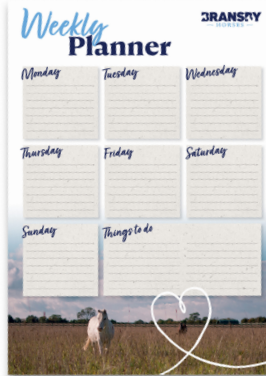 Weekly
Planner
BRANSBY
HORSES
Monday
Tuesday
Wednesday
Thursday
Friday
Saturday
Sunday
Things to do